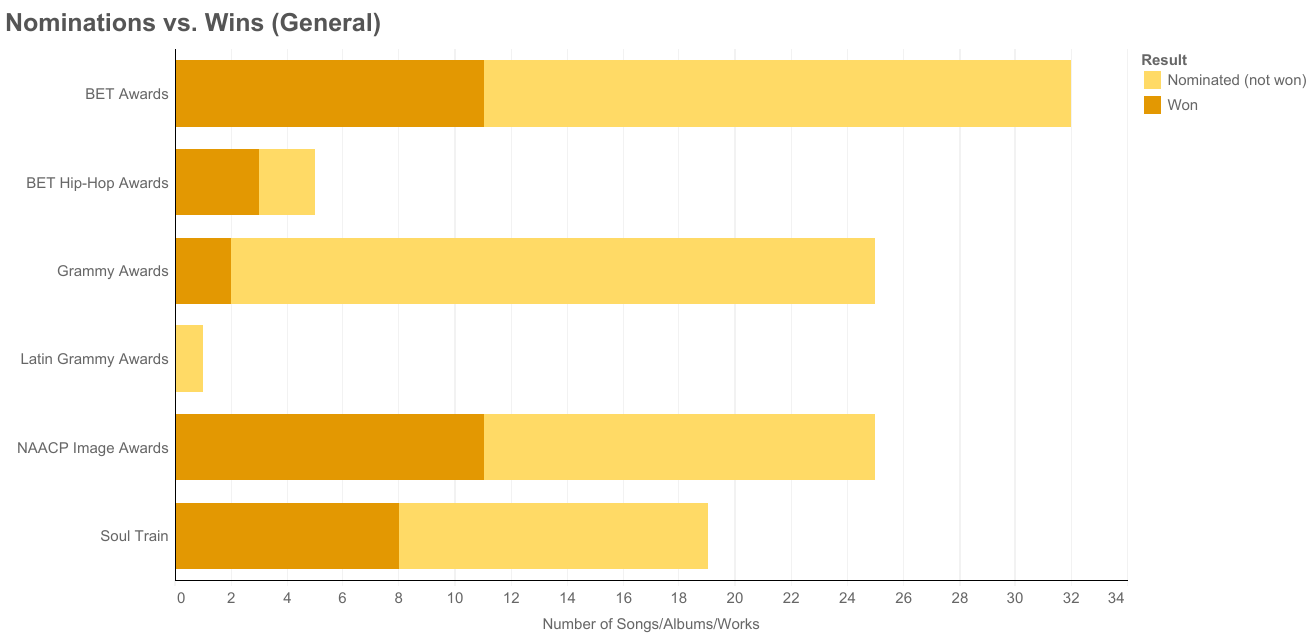 Nominations vs. Wins (General)
Result
Nominated (not won)
Won
BET Awards
BET Hip-Hop Awards
Grammy Awards
Latin Grammy Awards
NAACP Image Awards
Soul Train
0 2 4 6 8 10 12 14 16 18 20 22 24 26 28 30 32 34
Number of Songs/Albums/Works